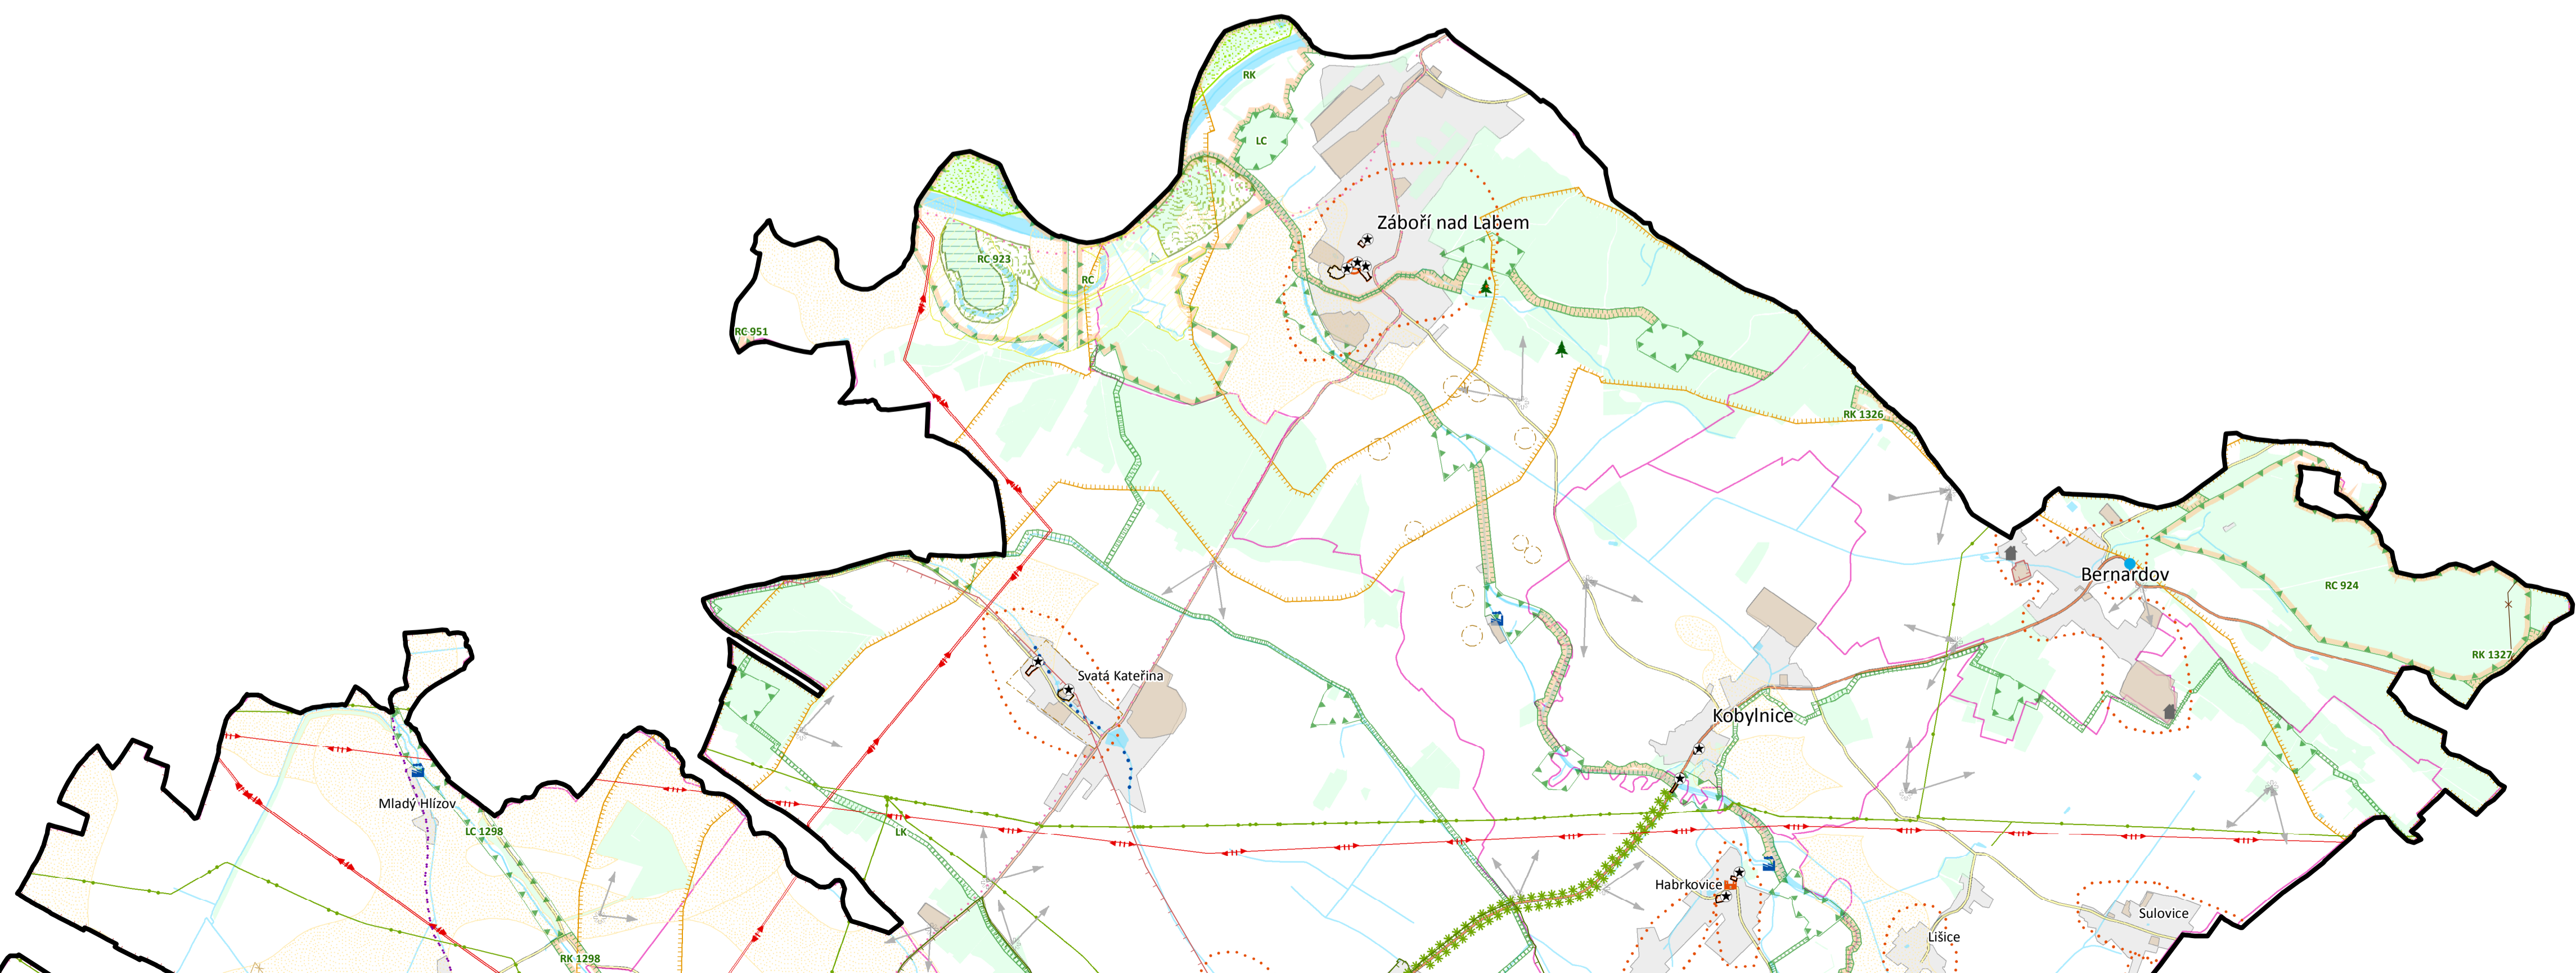 RK
LC
Záboří nad Labem
RC 923
RC
RC 951
RK 1326
Bernardov
RC 924
RK 1327
Svatá Kateřina
Kobylnice
Mladý Hlízov
LC 1298
LK
Habrkovice
Sulovice
Lišice
RK 1298